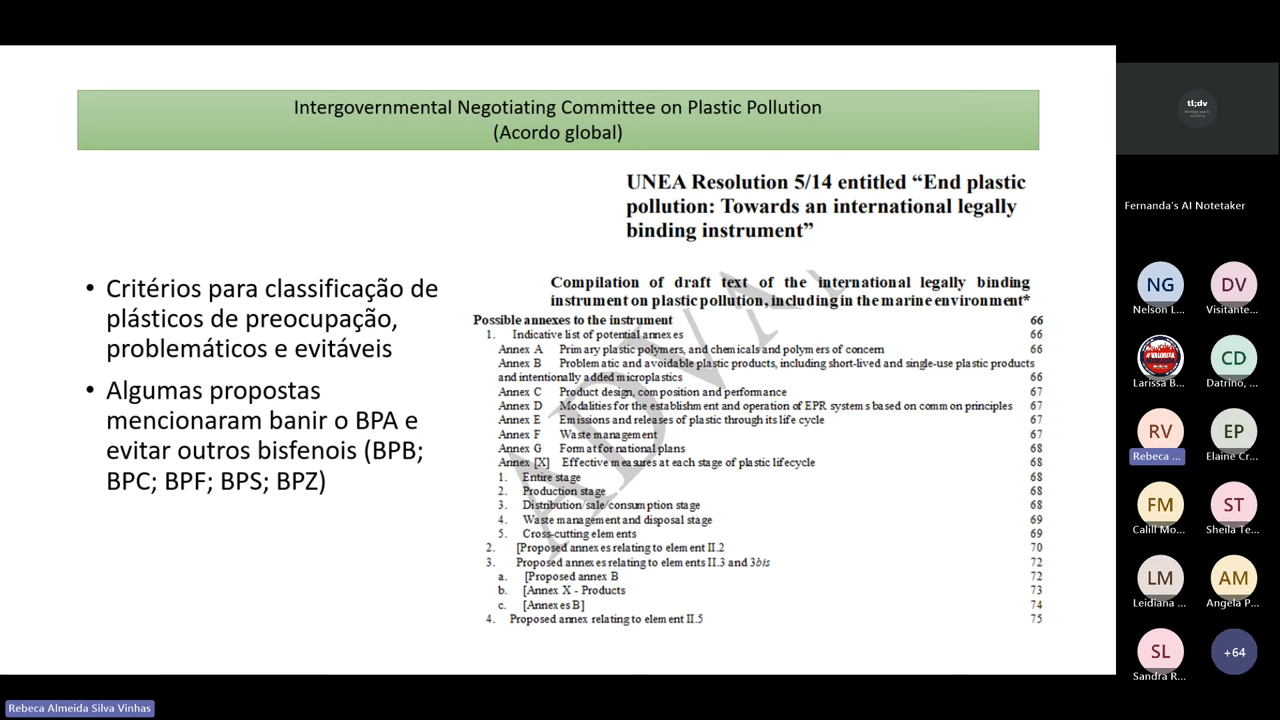 Intergovernmental Negotiating Committee on Plastic Pollution
(Acordo global)
UNEA Resolution 5/14 entitled “End plastic
pollution: Towards an international legally
binding instrument”
• Critérios para classificação de
plásticos de preocupação,
problemáticos e evitáveis
• Algumas propostas
mencionaram banir o BPA e
evitar outros bisfenois (BPB;
BPC; BPF; BPS; BPZ)
Compilation of draft text of the international legally binding
instrument on plastic pollution, including in the marine environment*
Possible annexes to the instrument 66
1. Indicative list of potential annexes 66
Annex A Primary plastic polymers, and chemicals and polymers of concern 66
Annex B Problematic and avoidable plastic products, including short-lived and single-use plastic products
and intentionally added microplastics 66
Annex C Product design, composition and performance 67
Annex D Modalities for the establishment and operation of EPR systems based on common principles 67
Annex E Emissions and releases of plastic through its life cycle 67
Annex F Waste management 67
Annex G Format for national plans 68
Annex [X] Effective measures at each stage of plastic lifecycle 68
1. Entire stage 68
2. Production stage 68
3. Distribution/sale/consumption stage 68
4. Waste management and disposal stage 69
5. Cross-cutting elements 69
2. [Proposed annexes relating to element II.2 70
3. Proposed annexes relating to elements II.3 and 3bis 72
a. [Proposed annex B 72
b. [Annex X - Products 73
c. [Annexes B] 74
4. Proposed annex relating to element II.5 75
ADVAN
tl;dv
Fernanda's AI Notetaker
NG
Nelson L...
DV
Visitante...
#VALORIZA
Larissa B...
CD
Datrino, ...
RV
Rebeca ...
EP
Elaine Cr...
FM
Calill Mo...
ST
Sheila Te...
LM
Leidiana ...
AM
Angela P...
SL
Sandra R...
+64
Rebeca Almeida Silva Vinhas